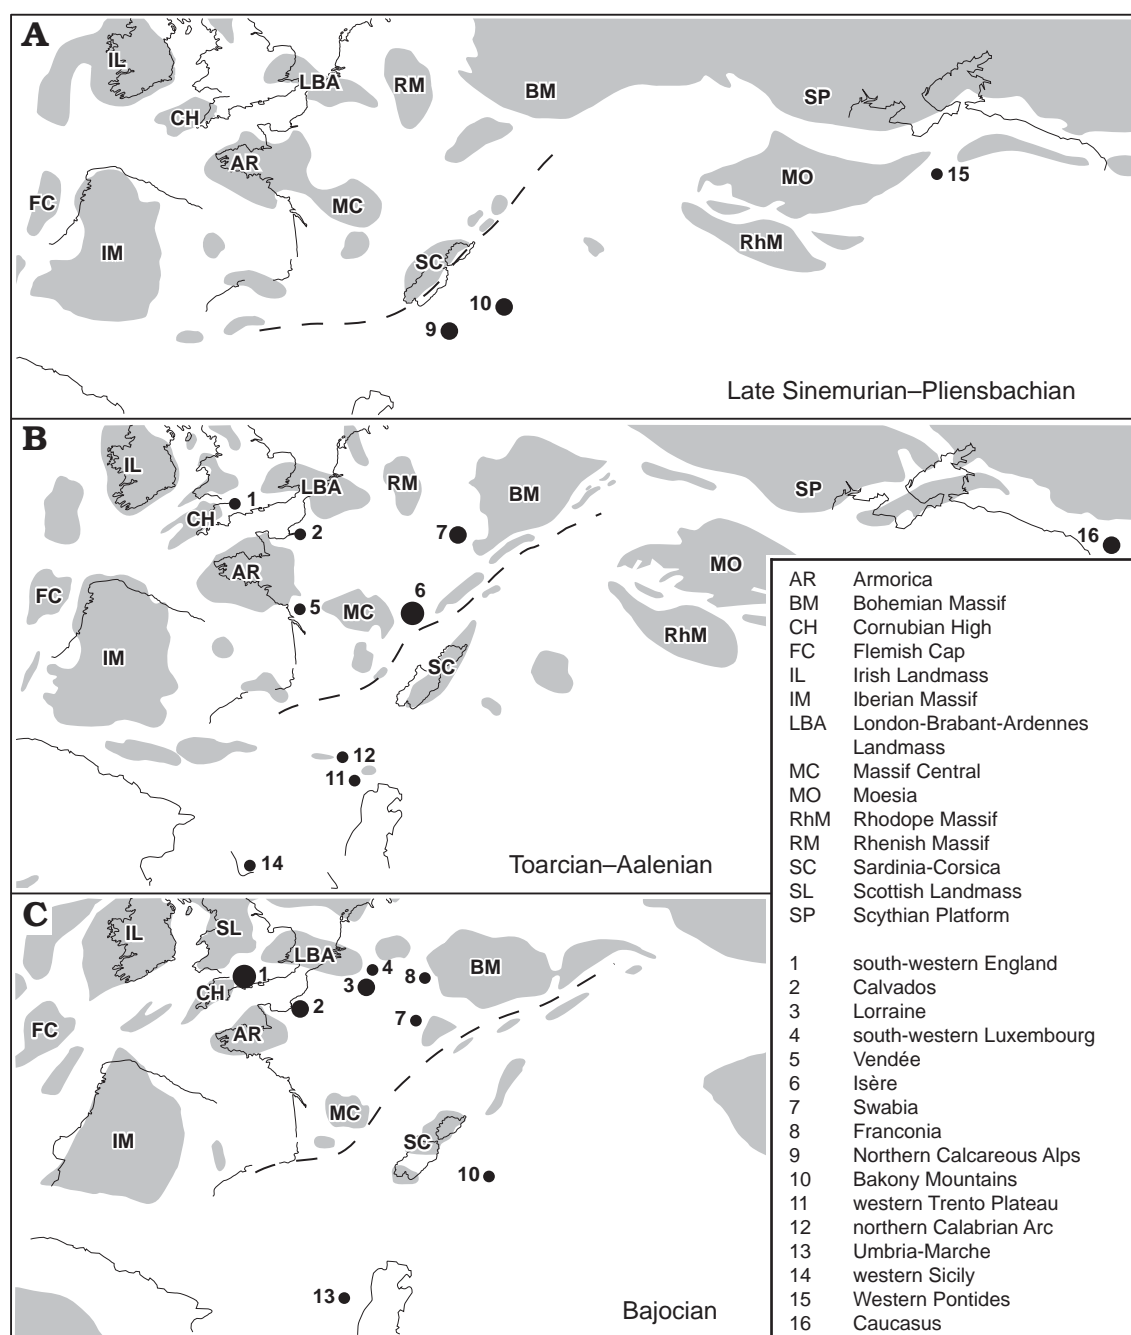 A
IL
LBA
RM
BM
SP
CH
AR
MO
15
FC
MC
IM
RhM
SC
10
9
Late Sinemurian–Pliensbachian
B
IL
LBA
RM
BM
SP
1
CH
2
7
16
AR
MO
FC
5
MC
6
RhM
IM
SC
12
11
14
Toarcian–Aalenian
C
IL
SL
LBA
BM
1
4
3
8
CH
2
7
FC
AR
MC
IM
SC
10
13
Bajocian
AR Armorica
BM Bohemian Massif
CH Cornubian High
FC Flemish Cap
IL Irish Landmass
IM Iberian Massif
LBA London-Brabant-Ardennes
Landmass
MC Massif Central
MO Moesia
RhM Rhodope Massif
RM Rhenish Massif
SC Sardinia-Corsica
SL Scottish Landmass
SP Scythian Platform
1 south-western England
2 Calvados
3 Lorraine
4 south-western Luxembourg
5 Vendée
6 Isère
7 Swabia
8 Franconia
9 Northern Calcareous Alps
10 Bakony Mountains
11 western Trento Plateau
12 northern Calabrian Arc
13 Umbria-Marche
14 western Sicily
15 Western Pontides
16 Caucasus